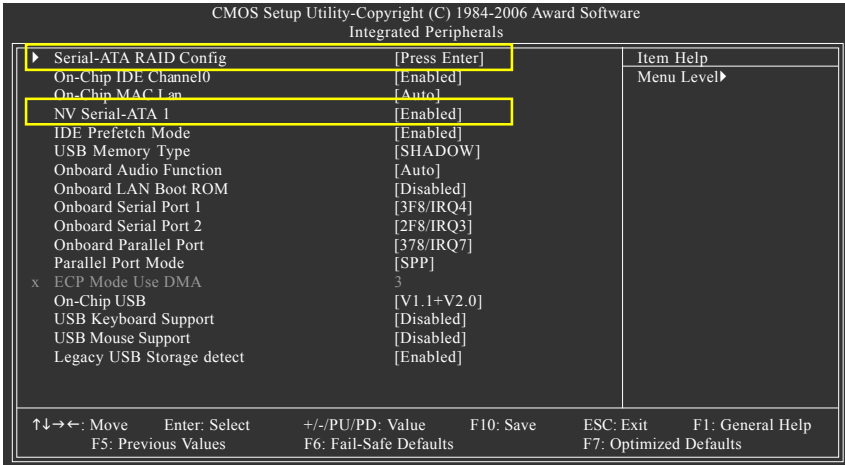 CMOS Setup Utility-Copyright (C) 1984-2006 Award Software
Integrated Peripherals
Serial-ATA RAID Config [Press Enter] Item Help
On-Chip IDE Channel0 [Enabled] Menu Level
On-Chip MAC Lan [Auto]
NV Serial-ATA 1 [Enabled]
IDE Prefetch Mode [Enabled]
USB Memory Type [SHADOW]
Onboard Audio Function [Auto]
Onboard LAN Boot ROM [Disabled]
Onboard Serial Port 1 [3F8/IRQ4]
Onboard Serial Port 2 [2F8/IRQ3]
Onboard Parallel Port [378/IRQ7]
Parallel Port Mode [SPP]
x ECP Mode Use DMA 3
On-Chip USB [V1.1+V2.0]
USB Keyboard Support [Disabled]
USB Mouse Support [Disabled]
Legacy USB Storage detect [Enabled]
↑↓→←: Move Enter: Select +/-/PU/PD: Value F10: Save ESC: Exit F1: General Help
F5: Previous Values F6: Fail-Safe Defaults F7: Optimized Defaults